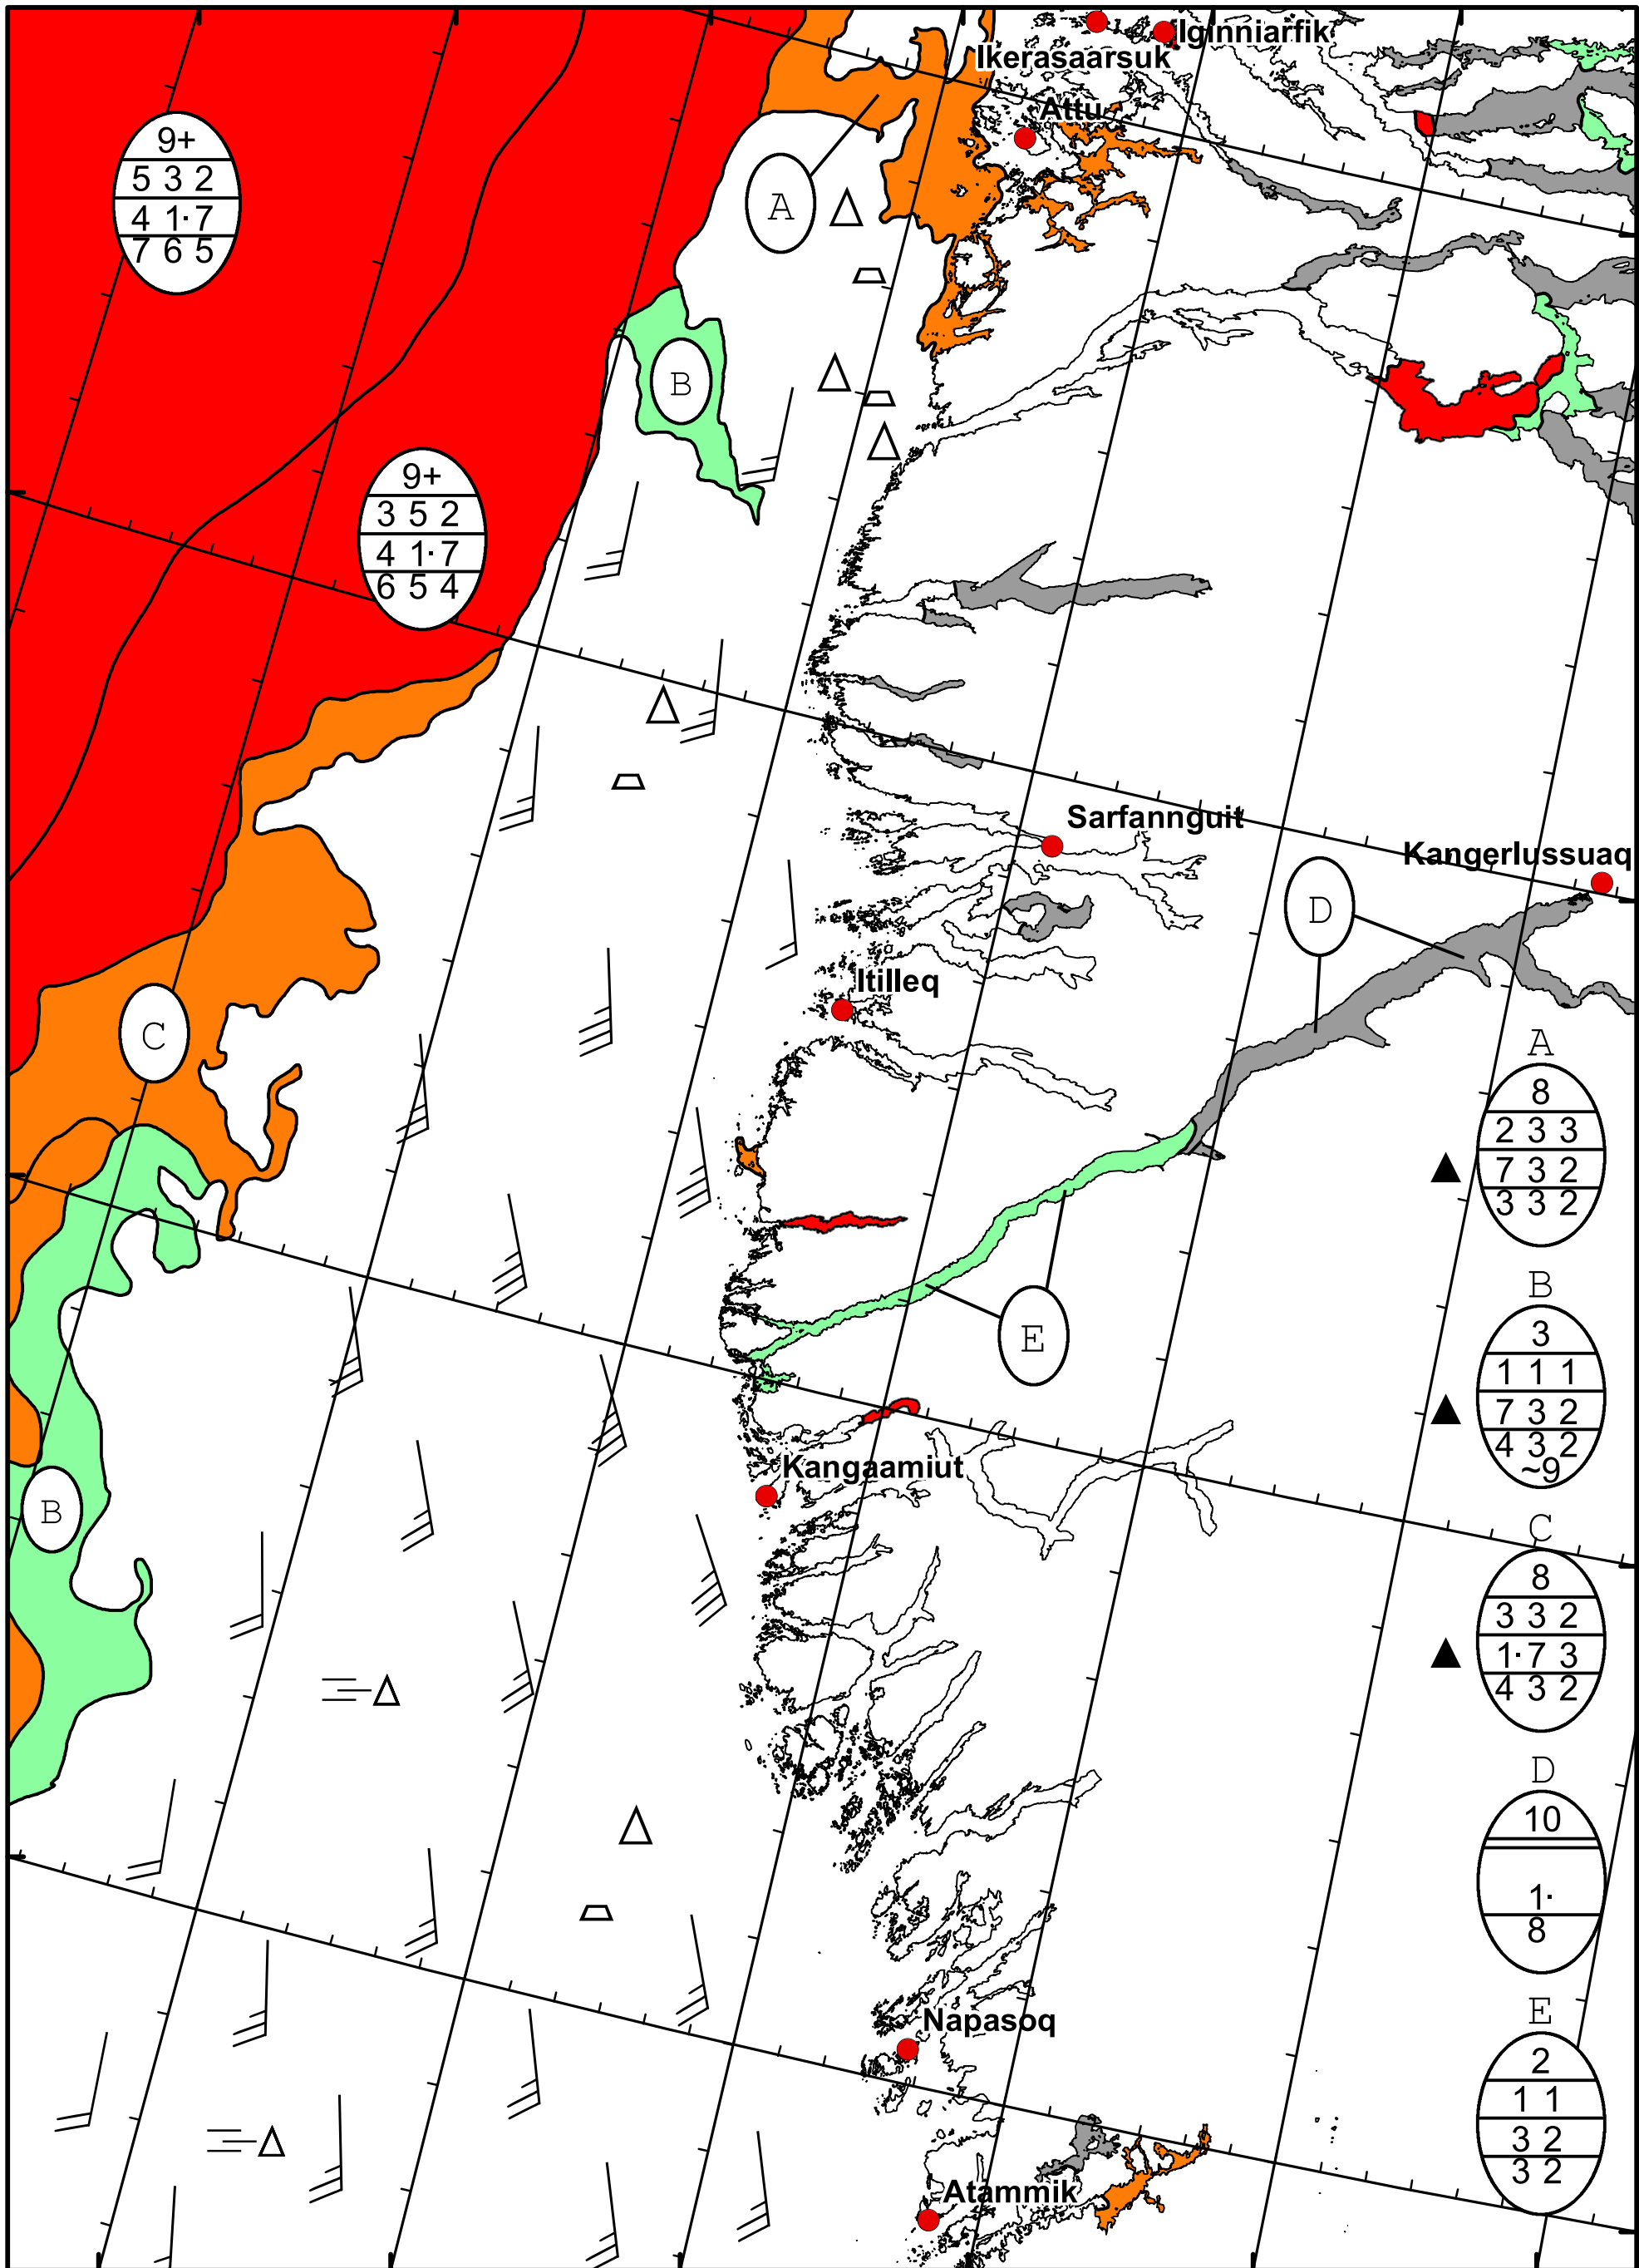 Iginniarfik
Ikerasaarsuk
Attu
9+
5 3 2
4 1· 7
7 6 5
A
B
9+
3 5 2
4 1· 7
6 5 4
Sarfannguit
Kangerlussuaq
D
Itilleq
C
A
8
2 3 3
7 3 2
3 3 2
E
B
3
1 1 1
7 3 2
4 3 2
~9
Kangaamiut
B
C
8
3 3 2
1· 7 3
4 3 2
D
10
1·
8
Napasoq
E
2
1 1
3 2
3 2
Atammik